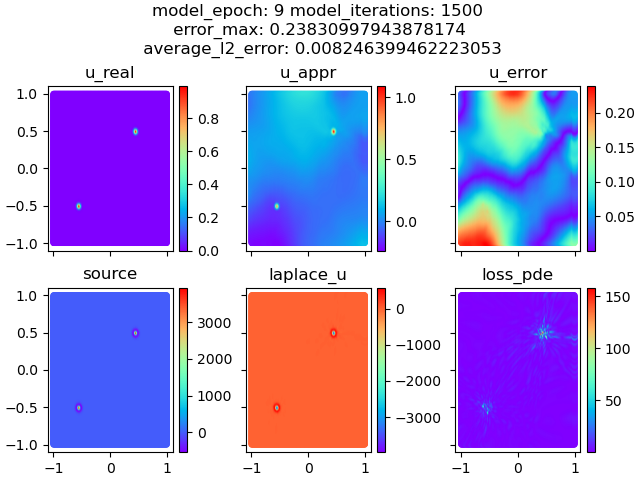 model_epoch: 9 model_iterations: 1500
error_max: 0.23830997943878174
average_l2_error: 0.008246399462223053
u_real
u_appr
u_error
1.0
0.5
0.0
−0.5
−1.0
0.8
0.6
0.4
0.2
0.0
1.0
0.5
0.0
0.20
0.15
0.10
0.05
source
laplace_u
loss_pde
1.0
0.5
0.0
−0.5
−1.0
3000
2000
1000
0
0
−1000
−2000
−3000
150
100
50
−1 0 1
−1 0 1
−1 0 1